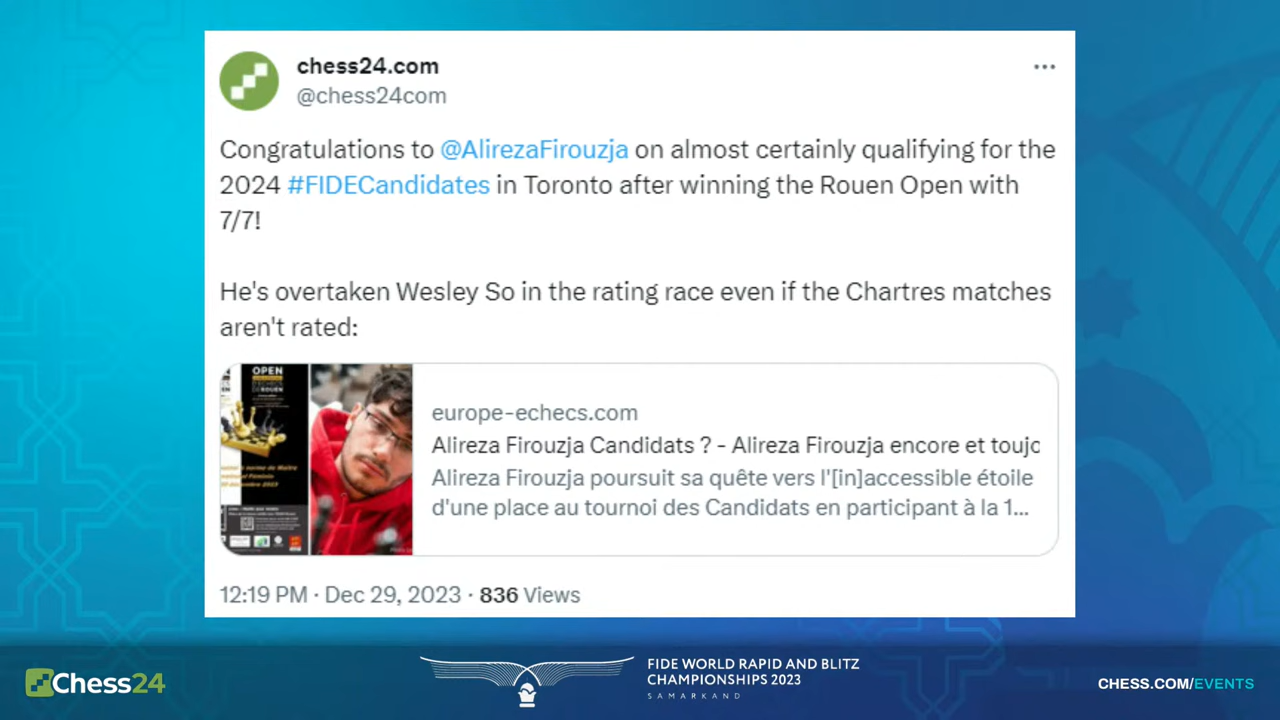 chess24.com
@chess24com
Congratulations to @AlirezaFirouzja on almost certainly qualifying for the
2024 #FIDECandidates in Toronto after winning the Rouen Open with
7/7!
He's overtaken Wesley So in the rating race even if the Chartres matches
aren't rated:
OPEN
europe-echecs.com
Alireza Firouzja Candidats ? - Alireza Firouzja encore et toujo
Alireza Firouzja poursuit sa quête vers l'[in]accessible étoile
d'une place au tournoi des Candidats en participant à la 1...
12:19 PM · Dec 29, 2023 · 836 Views
Chess24
FIDE WORLD RAPID AND BLITZ
CHAMPIONSHIPS 2023
SAMARKAND
CHESS.COM/EVENTS